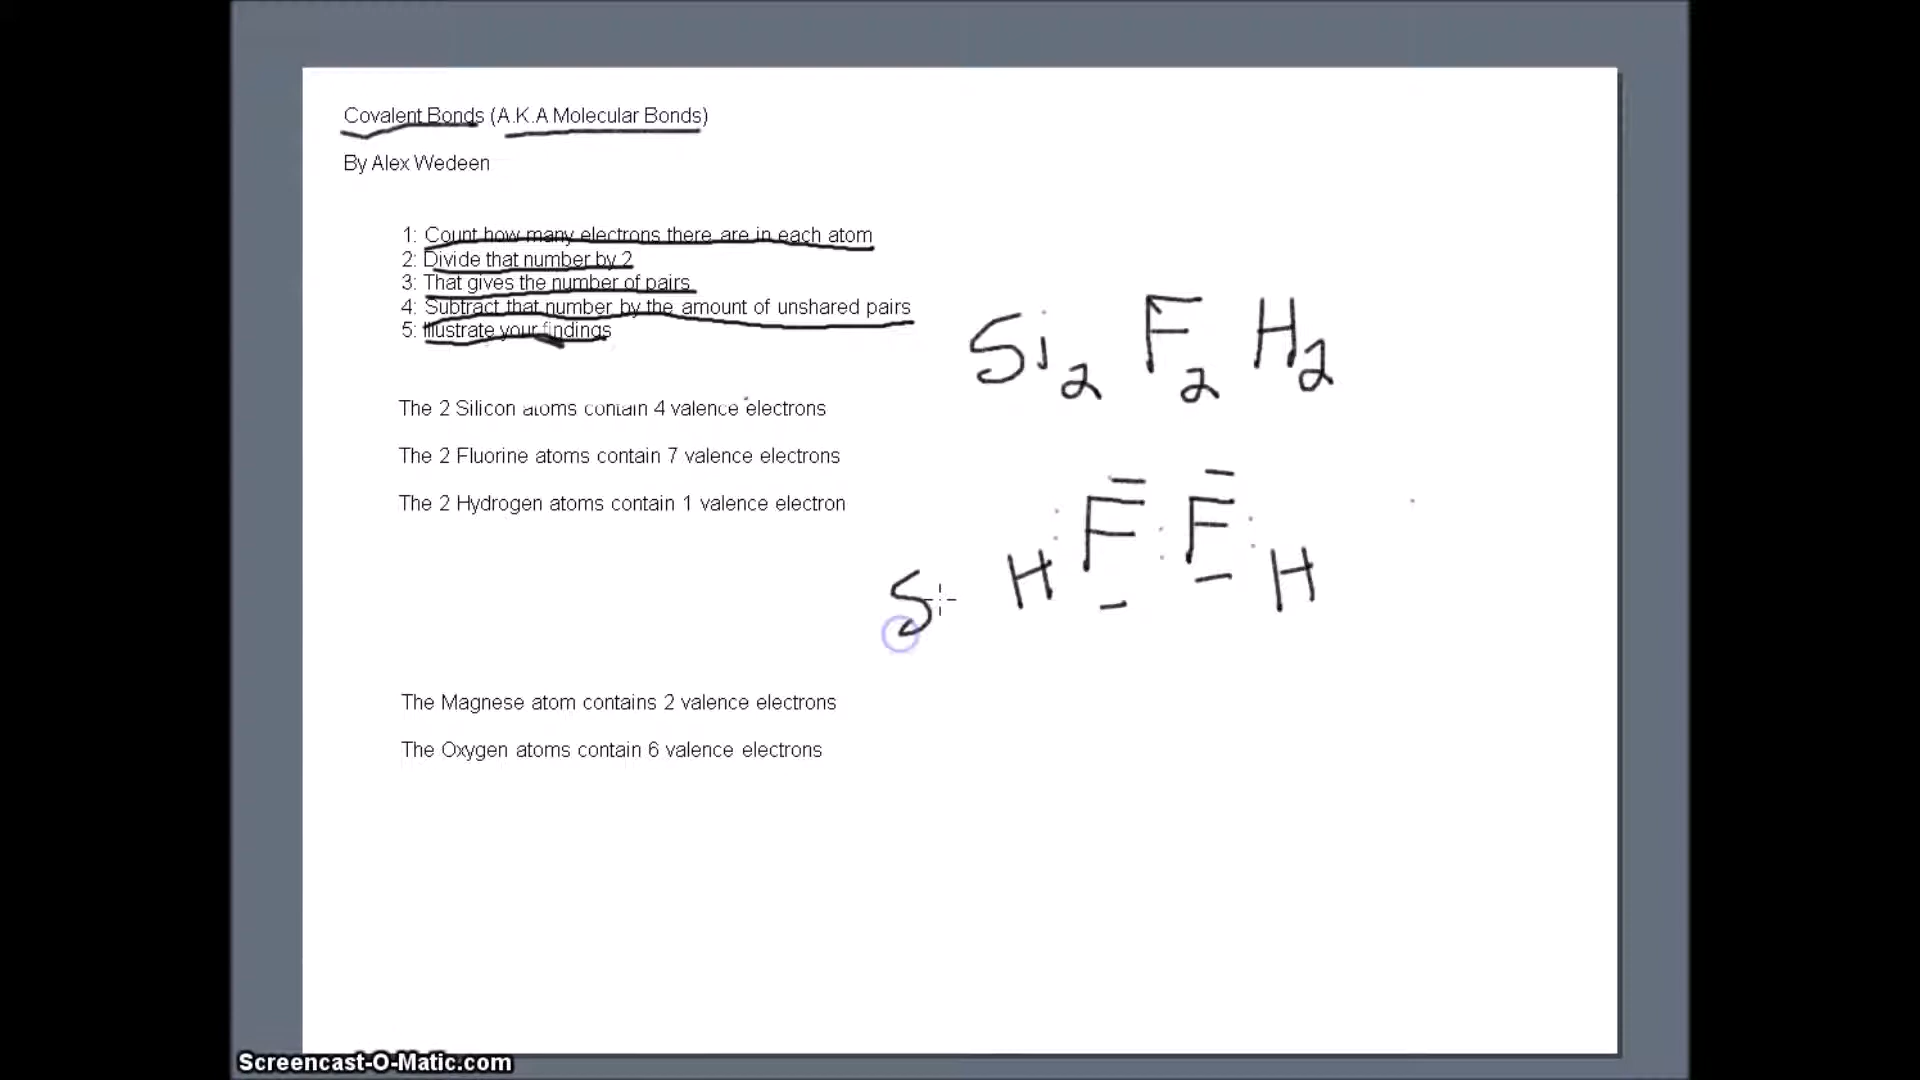 Covalent Bonds (A.K.A Molecular Bonds)
By Alex Wedeen
1: Count how many electrons there are in each atom
2: Divide that number by 2
3: That gives the number of pairs
4: Subtract that number by the amount of unshared pairs
5: Illustrate your findings
Si2 F2 H2
The 2 Silicon atoms contain 4 valence electrons
The 2 Fluorine atoms contain 7 valence electrons
The 2 Hydrogen atoms contain 1 valence electron
F : F
H : : H
S
The Magnese atom contains 2 valence electrons
The Oxygen atoms contain 6 valence electrons
Screencast-O-Matic.com